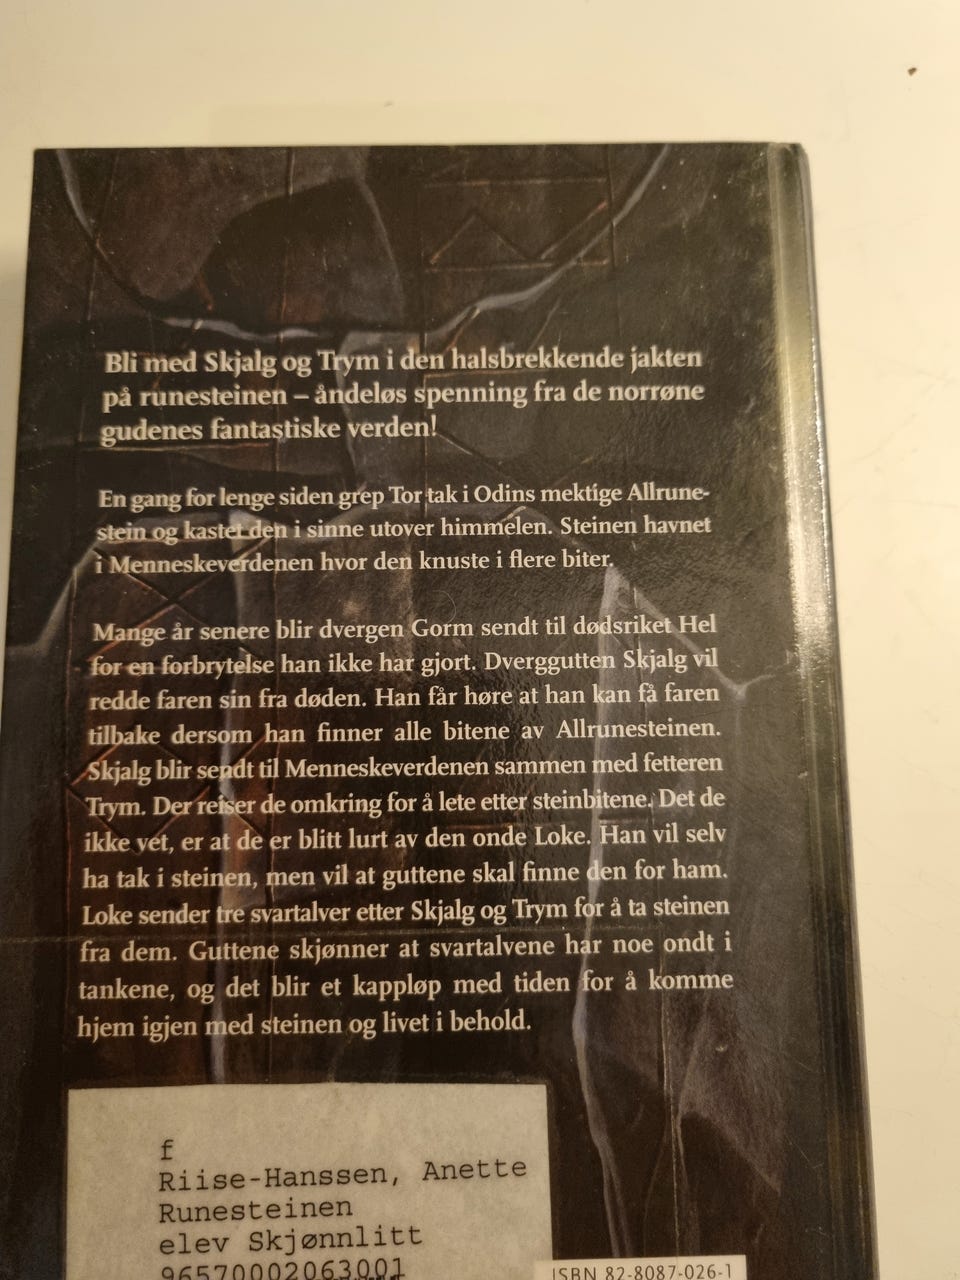 Bli med Skjalg og Trym i den halsbrekkende jakten
på runesteinen – åndeløs spenning fra de norrøne
gudenes fantastiske verden!
En gang for lenge siden grep Tor tak i Odins mektige Allrune-
stein og kastet den i sinne utover himmelen. Steinen havnet
i Menneskeverdenen hvor den knuste i flere biter.
Mange år senere blir dvergen Gorm sendt til dødsriket Hel
for en forbrytelse han ikke har gjort. Dverggutten Skjalg vil
redde faren sin fra døden. Han får høre at han kan få faren
tilbake dersom han finner alle bitene av Allrunesteinen.
Skjalg blir sendt til Menneskeverdenen sammen med fetteren
Trym. Der reiser de omkring for å lete etter steinbitene. Det de
ikke vet, er at de er blitt lurt av den onde Loke. Han vil selv
ha tak i steinen, men vil at guttene skal finne den for ham.
Loke sender tre svartalver etter Skjalg og Trym for å ta steinen
fra dem. Guttene skjønner at svartalvene har noe ondt i
tankene, og det blir et kappløp med tiden for å komme
hjem igjen med steinen og livet i behold.
f
Riise-Hanssen, Anette
Runesteinen
elev Skjønnlitt
96570002063001
ISBN 82-8087-026-1